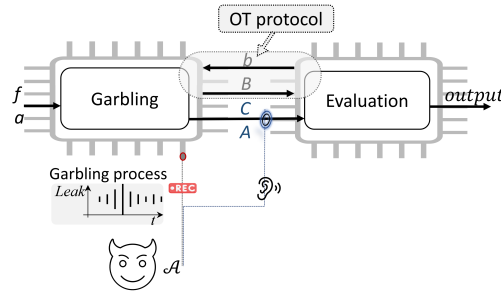 OT protocol
b
f
Garbling
B
Evaluation
output
a
C
A
Garbling process
Leak
t
•REC
𝒜